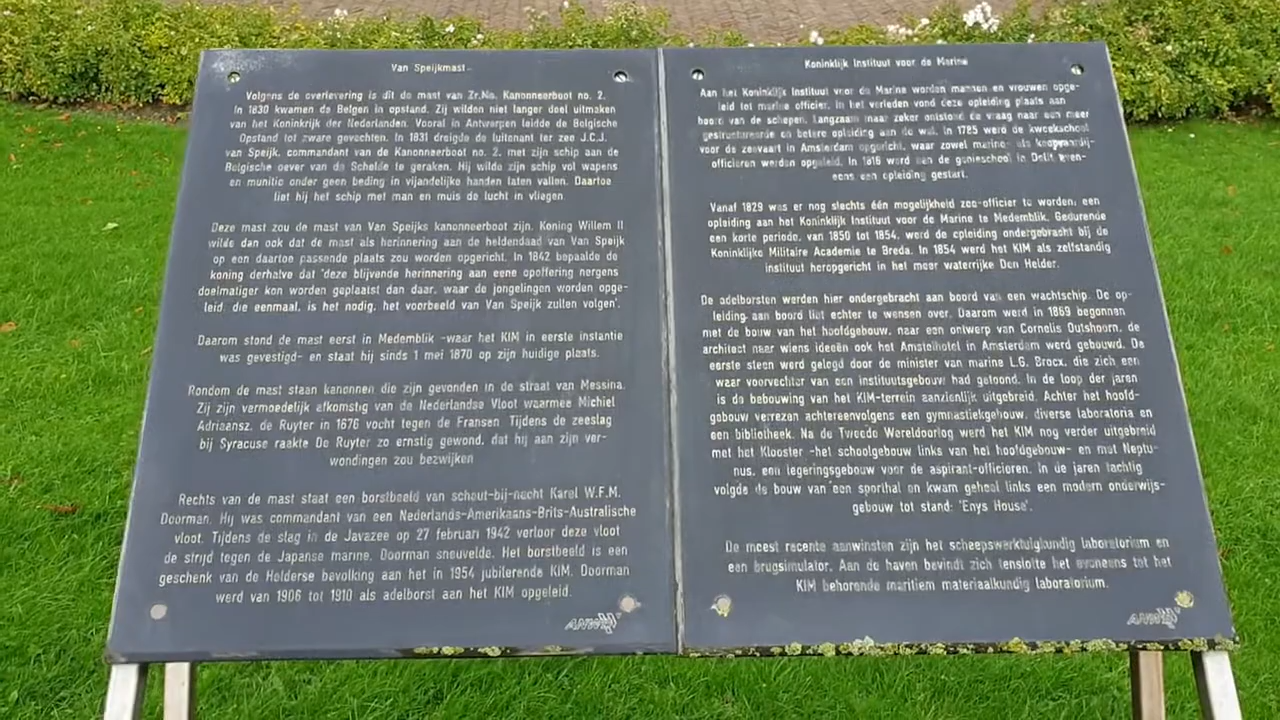 Van Speijkmast
Volgens de overlevering is dit de mast van Zr.Ms. Kanonneerboot no. 2.
In 1830 kwamen de Belgen in opstand. Zij wilden niet langer deel uitmaken
van het Koninkrijk der Nederlanden. Vooral in Antwerpen leidde de Belgische
Opstand tot zware gevechten. In 1831 dreigde de luitenant ter zee J.C.J.
van Speijk, commandant van de Kanonneerboot no. 2, met zijn schip aan de
Belgische oever van de Schelde te geraken. Hij wilde zijn schip vol wapens
en munitie onder geen beding in vijandelijke handen laten vallen. Daartoe
liet hij het schip met man en muis de lucht in vliegen
Deze mast zou de mast van Van Speijks kanonneerboot zijn. Koning Willem II
wilde dan ook dat de mast als herinnering aan de heldendaad van Van Speijk
op een daartoe passende plaats zou worden opgericht. In 1842 bepaalde de
koning derhalve dat 'deze blijvende herinnering aan eene opoffering nergens
doelmatiger kon worden geplaatst dan daar, waar de jongelingen worden opge-
leid die eenmaal, is het nodig, het voorbeeld van Van Speijk zullen volgen'.
Daarom stond de mast eerst in Medemblik -waar het KIM in eerste instantie
was gevestigd- en staat hij sinds 1 mei 1870 op zijn huidige plaats.
Rondom de mast staan kanonnen die zijn gevonden in de straat van Messina.
Zij zijn vermoedelijk afkomstig van de Nederlandse Vloot waarmee Michiel
Adriaensz. de Ruyter in 1676 vocht tegen de Fransen Tijdens de zeeslag
bij Syracuse raakte De Ruyter zo ernstig gewond, dat hij aan zijn ver-
wondingen zou bezwijken
Rechts van de mast staat een borstbeeld van schout-bij-nacht Karel W.F.M.
Doorman. Hij was commandant van een Nederlands-Amerikaans-Brits-Australische
vloot. Tijdens de slag in de Javazee op 27 februari 1942 verloor deze vloot
de strijd tegen de Japanse marine. Doorman sneuvelde. Het borstbeeld is een
geschenk van de Helderse bevolking aan het in 1954 jubilerende KIM. Doorman
werd van 1906 tot 1910 als adelborst aan het KIM opgeleid.
ANWB
Koninklijk Instituut voor de Marine
Aan het Koninklijk Instituut voor de Marine worden mannen en vrouwen opge-
leid tot marine officier. In het verleden vond deze opleiding plaats aan
boord van de schepen. Langzaam maar zeker ontstond de vraag naar een meer
gestructureerde en betere opleiding aan de wal. In 1785 werd de kweekschool
voor de zeevaart in Amsterdam opgericht, waar zowel marine- als koopvaardij-
officieren werden opgeleid. In 1816 werd aan de genieschool in Delft even-
eens een opleiding gestart.
Vanaf 1829 was er nog slechts één mogelijkheid zee-officier te worden: een
opleiding aan het Koninklijk Instituut voor de Marine te Medemblik. Gedurende
een korte periode, van 1850 tot 1854, werd de opleiding ondergebracht bij de
Koninklijke Militaire Academie te Breda. In 1854 werd het KIM als zelfstandig
instituut heropgericht in het meer waterrijke Den Helder.
De adelborsten werden hier ondergebracht aan boord van een wachtschip. De op-
leiding aan boord liet echter te wensen over. Daarom werd in 1869 begonnen
met de bouw van het hoofdgebouw, naar een ontwerp van Cornelis Outshoorn, de
architect naar wiens ideeën ook het Amstelhotel in Amsterdam werd gebouwd. De
eerste steen werd gelegd door de minister van marine L.G. Brocx, die zich een
waar voorvechter van een instituutsgebouw had getoond. In de loop der jaren
is de bebouwing van het KIM-terrein aanzienlijk uitgebreid. Achter het hoofd-
gebouw verrezen achtereenvolgens een gymnastiekgebouw, diverse laboratoria en
een bibliotheek. Na de Tweede Wereldoorlog werd het KIM nog verder uitgebreid
met het Klooster -het schoolgebouw links van het hoofdgebouw- en met Neptu-
nus, een legeringsgebouw voor de aspirant-officieren. In de jaren tachtig
volgde de bouw van een sporthal en kwam geheel links een modern onderwijs-
gebouw tot stand: 'Enys House'.
De meest recente aanwinsten zijn het scheepswerktuigkundig laboratorium en
een brugsimulator. Aan de haven bevindt zich tenslotte het eveneens tot het
KIM behorende maritiem materiaalkundig laboratorium.
ANWB